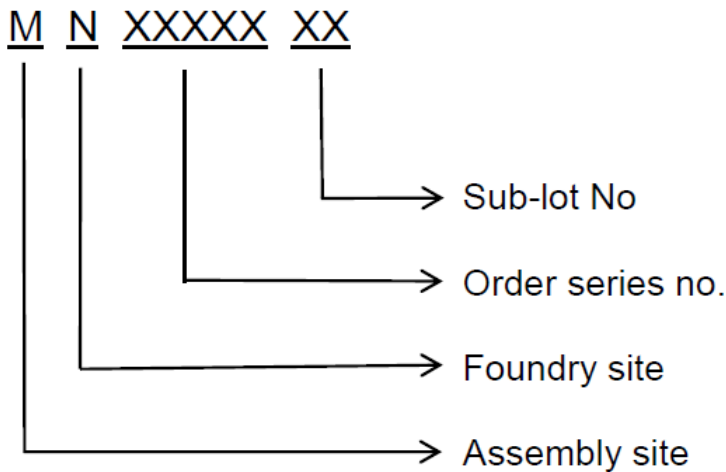 M N XXXXX XX
Sub-lot No
Order series no.
Foundry site
Assembly site